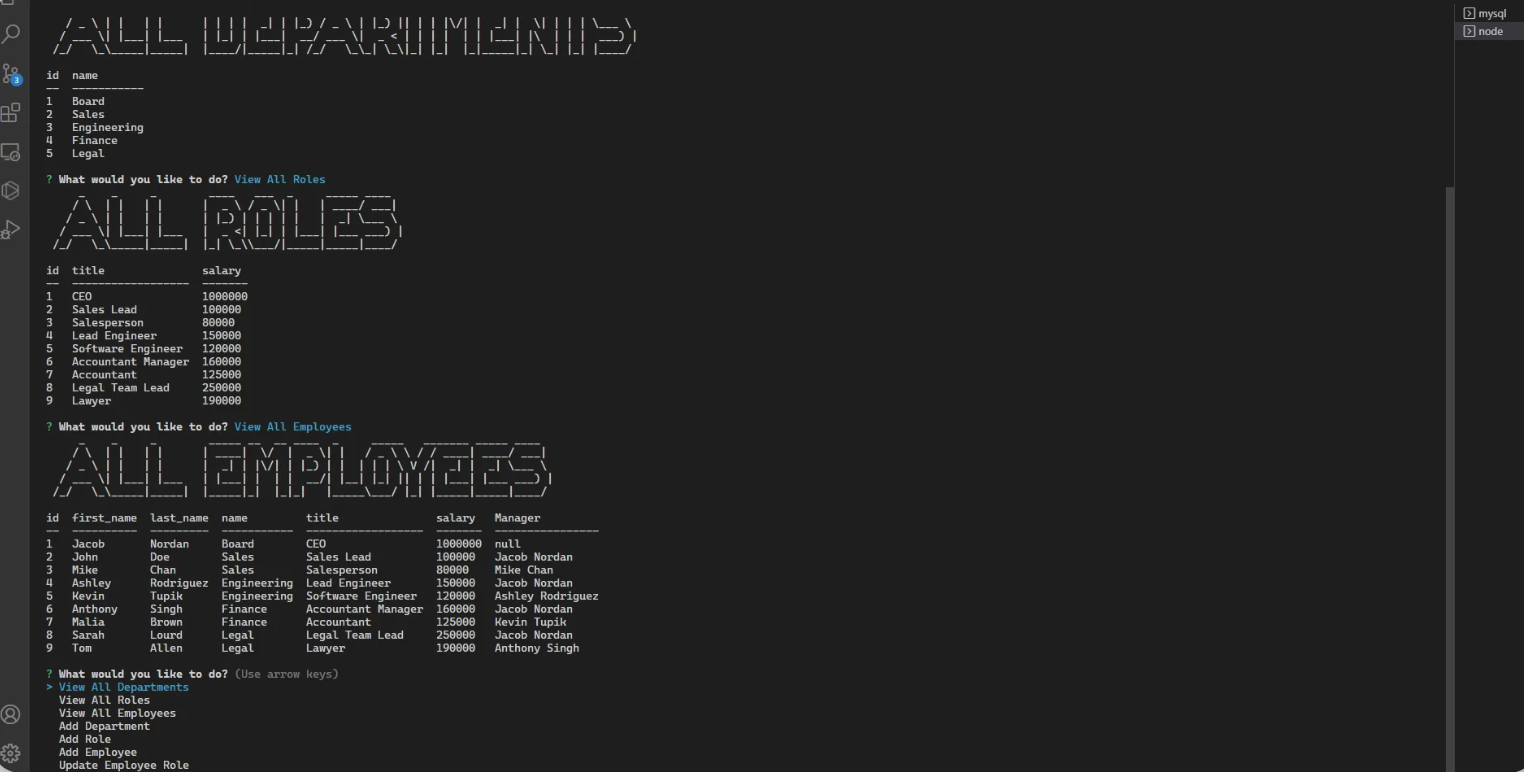 ALL DEPARTMENTS
id name
-- -----------
1 Board
2 Sales
3 Engineering
4 Finance
5 Legal
? What would you like to do? View All Roles
ALL ROLES
id title salary
-- ------------------ -------
1 CEO 1000000
2 Sales Lead 100000
3 Salesperson 80000
4 Lead Engineer 150000
5 Software Engineer 120000
6 Accountant Manager 160000
7 Accountant 125000
8 Legal Team Lead 250000
9 Lawyer 190000
? What would you like to do? View All Employees
ALL EMPLOYEES
id first_name last_name name title salary Manager
-- ---------- --------- ----------- ------------------ ------- ----------------
1 Jacob Nordan Board CEO 1000000 null
2 John Doe Sales Sales Lead 100000 Jacob Nordan
3 Mike Chan Sales Salesperson 80000 Mike Chan
4 Ashley Rodriguez Engineering Lead Engineer 150000 Jacob Nordan
5 Kevin Tupik Engineering Software Engineer 120000 Ashley Rodriguez
6 Anthony Singh Finance Accountant Manager 160000 Jacob Nordan
7 Malia Brown Finance Accountant 125000 Kevin Tupik
8 Sarah Lourd Legal Legal Team Lead 250000 Jacob Nordan
9 Tom Allen Legal Lawyer 190000 Anthony Singh
? What would you like to do? (Use arrow keys)
> View All Departments
View All Roles
View All Employees
Add Department
Add Role
Add Employee
Update Employee Role
mysql
node
3